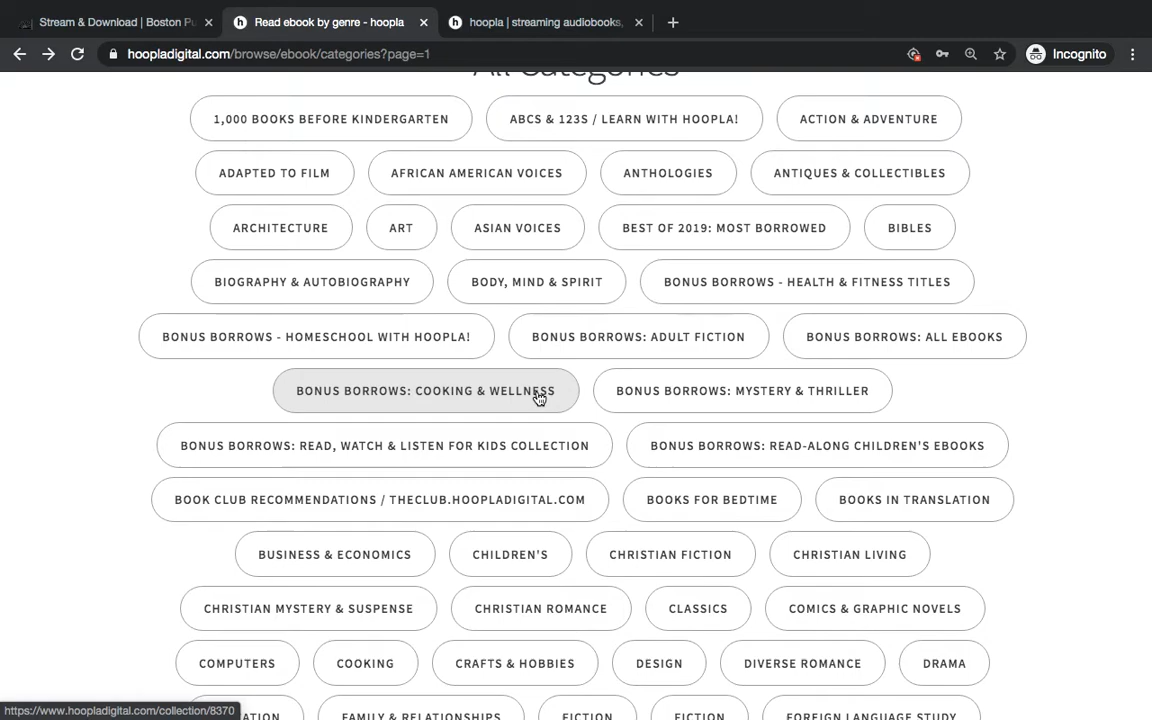 Stream & Download | Boston Pu
Read ebook by genre - hoopla
hoopla | streaming audiobooks,
hoopladigital.com/browse/ebook/categories?page=1
Incognito
All Categories
1,000 BOOKS BEFORE KINDERGARTEN
ABCS & 123S / LEARN WITH HOOPLA!
ACTION & ADVENTURE
ADAPTED TO FILM
AFRICAN AMERICAN VOICES
ANTHOLOGIES
ANTIQUES & COLLECTIBLES
ARCHITECTURE
ART
ASIAN VOICES
BEST OF 2019: MOST BORROWED
BIBLES
BIOGRAPHY & AUTOBIOGRAPHY
BODY, MIND & SPIRIT
BONUS BORROWS - HEALTH & FITNESS TITLES
BONUS BORROWS - HOMESCHOOL WITH HOOPLA!
BONUS BORROWS: ADULT FICTION
BONUS BORROWS: ALL EBOOKS
BONUS BORROWS: COOKING & WELLNESS
BONUS BORROWS: MYSTERY & THRILLER
BONUS BORROWS: READ, WATCH & LISTEN FOR KIDS COLLECTION
BONUS BORROWS: READ-ALONG CHILDREN'S EBOOKS
BOOK CLUB RECOMMENDATIONS / THECLUB.HOOPLADIGITAL.COM
BOOKS FOR BEDTIME
BOOKS IN TRANSLATION
BUSINESS & ECONOMICS
CHILDREN'S
CHRISTIAN FICTION
CHRISTIAN LIVING
CHRISTIAN MYSTERY & SUSPENSE
CHRISTIAN ROMANCE
CLASSICS
COMICS & GRAPHIC NOVELS
COMPUTERS
COOKING
CRAFTS & HOBBIES
DESIGN
DIVERSE ROMANCE
DRAMA
ATION
FAMILY & RELATIONSHIPS
FICTION
FICTION
FOREIGN LANGUAGE STUDY
https://www.hoopladigital.com/collection/8370